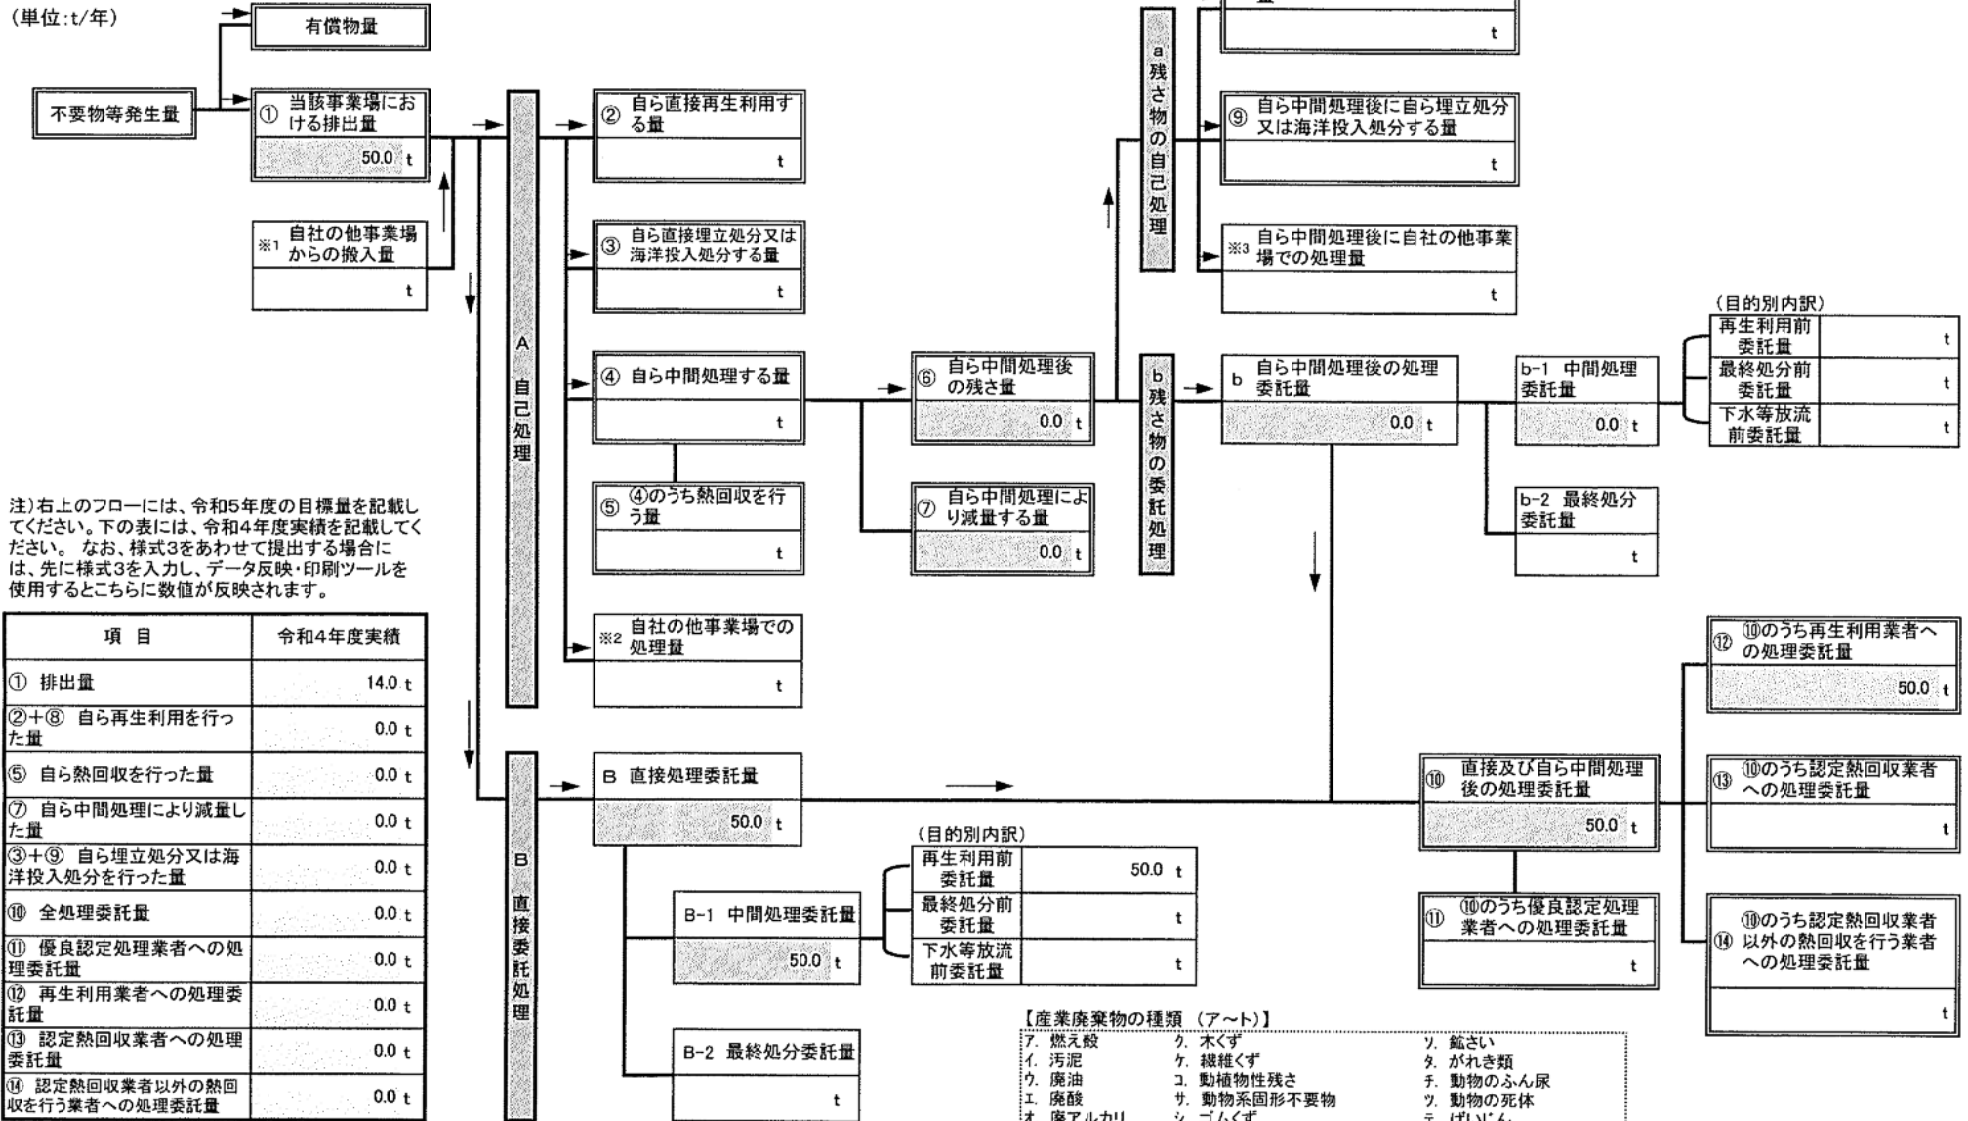 (単位:t/年)
有償物量
t
不要物等発生量
① 当該事業場にお
ける排出量
50.0 t
※1 自社の他事業場
からの搬入量
t
A 自己処理
② 自ら直接再生利用す
る量
t
③ 自ら直接埋立処分又は
海洋投入処分する量
t
④ 自ら中間処理する量
t
⑤ ④のうち熱回収を行
う量
t
※2 自社の他事業場での
処理量
t
⑥ 自ら中間処理後
の残さ量
0.0 t
⑦ 自ら中間処理によ
り減量する量
0.0 t
a 残さ物の自己処理
⑨ 自ら中間処理後に自ら埋立処分
又は海洋投入処分する量
t
※3 自ら中間処理後に自社の他事業
場での処理量
t
b 残さ物の委託処理
b 自ら中間処理後の処理
委託量
0.0 t
b-1 中間処理
委託量
0.0 t
(目的別内訳)
再生利用前
委託量 t
最終処分前
委託量 t
下水等放流
前委託量 t
b-2 最終処分
委託量
t
注)右上のフローには、令和5年度の目標量を記載し
てください。下の表には、令和4年度実績を記載してく
ださい。 なお、様式3をあわせて提出する場合に
は、先に様式3を入力し、データ反映・印刷ツールを
使用するとこちらに数値が反映されます。
項 目 令和4年度実績
① 排出量 14.0 t
②+⑧ 自ら再生利用を行っ
た量 0.0 t
⑤ 自ら熱回収を行った量 0.0 t
⑦ 自ら中間処理により減量し
た量 0.0 t
③+⑨ 自ら埋立処分又は海
洋投入処分を行った量 0.0 t
⑩ 全処理委託量 0.0 t
⑪ 優良認定処理業者への処
理委託量 0.0 t
⑫ 再生利用業者への処理委
託量 0.0 t
⑬ 認定熱回収業者への処理
委託量 0.0 t
⑭ 認定熱回収業者以外の熱回
収を行う業者への処理委託量 0.0 t
B 直接委託処理
B 直接処理委託量
50.0 t
B-1 中間処理委託量
50.0 t
(目的別内訳)
再生利用前
委託量 50.0 t
最終処分前
委託量 t
下水等放流
前委託量 t
B-2 最終処分委託量
t
⑩ 直接及び自ら中間処理
後の処理委託量
50.0 t
⑪ ⑩のうち優良認定処理
業者への処理委託量
t
⑫ ⑩のうち再生利用業者へ
の処理委託量
50.0 t
⑬ ⑩のうち認定熱回収業者
への処理委託量
t
⑭ ⑩のうち認定熱回収業者
以外の熱回収を行う業者
への処理委託量
t
【産業廃棄物の種類 (ア～ト)】
ア. 燃え殻 ク. 木くず ソ. 鉱さい
イ. 汚泥 ケ. 繊維くず タ. がれき類
ウ. 廃油 コ. 動植物性残さ チ. 動物のふん尿
エ. 廃酸 サ. 動物系固形不要物 ツ. 動物の死体
オ. 廃アルカリ シ. ゴムくず テ. ばいじん